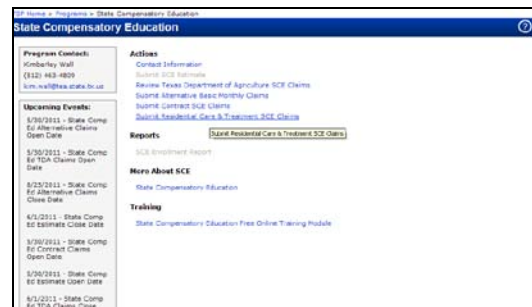 TSP Home > Programs > State Compensatory Education
State Compensatory Education
Program Contact:
Kimberley Wall
(512) 463-4809
kim.wall@tea.state.tx.us
Upcoming Events:
5/30/2011 - State Comp
Ed Alternative Claims
Open Date
5/30/2011 - State Comp
Ed TDA Claims Open
Date
8/25/2011 - State Comp
Ed Alternative Claims
Close Date
6/1/2011 - State Comp
Ed Estimate Close Date
5/30/2011 - State Comp
Ed Contract Claims
Open Date
5/30/2011 - State Comp
Ed Estimate Open Date
6/1/2011 - State Comp
Ed TDA Claims Close
Actions
Contact Information
Submit SCE Estimate
Review Texas Department of Agriculture SCE Claims
Submit Alternative Basic Monthly Claims
Submit Contract SCE Claims
Submit Residential Care & Treatment SCE Claims
Submit Residential Care & Treatment SCE Claims
Reports
SCE Enrollment Report
More About SCE
State Compensatory Education
Training
State Compensatory Education Free Online Training Module